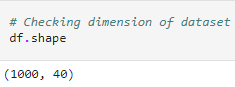 # Checking dimension of dataset
df.shape
(1000, 40)